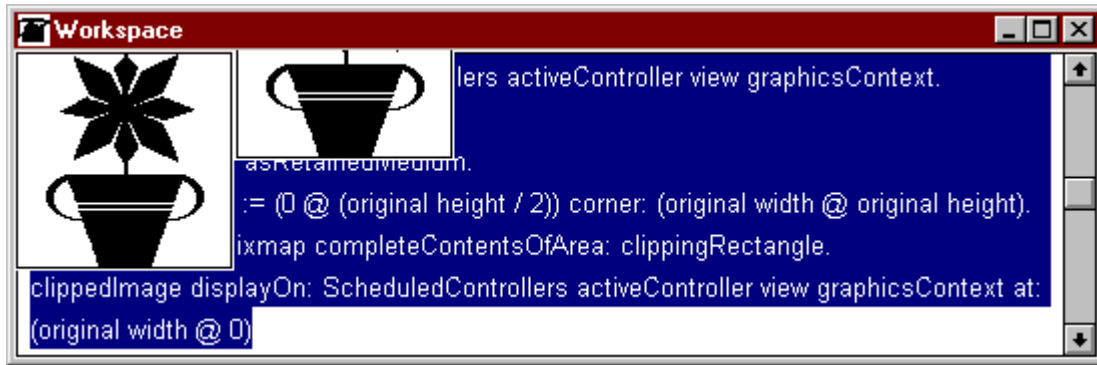 Workspace
lers activeController view graphicsContext.
asRetainedMedium.
:= (0 @ (original height / 2)) corner: (original width @ original height).
ixmap completeContentsOfArea: clippingRectangle.
clippedImage displayOn: ScheduledControllers activeController view graphicsContext at:
(original width @ 0)